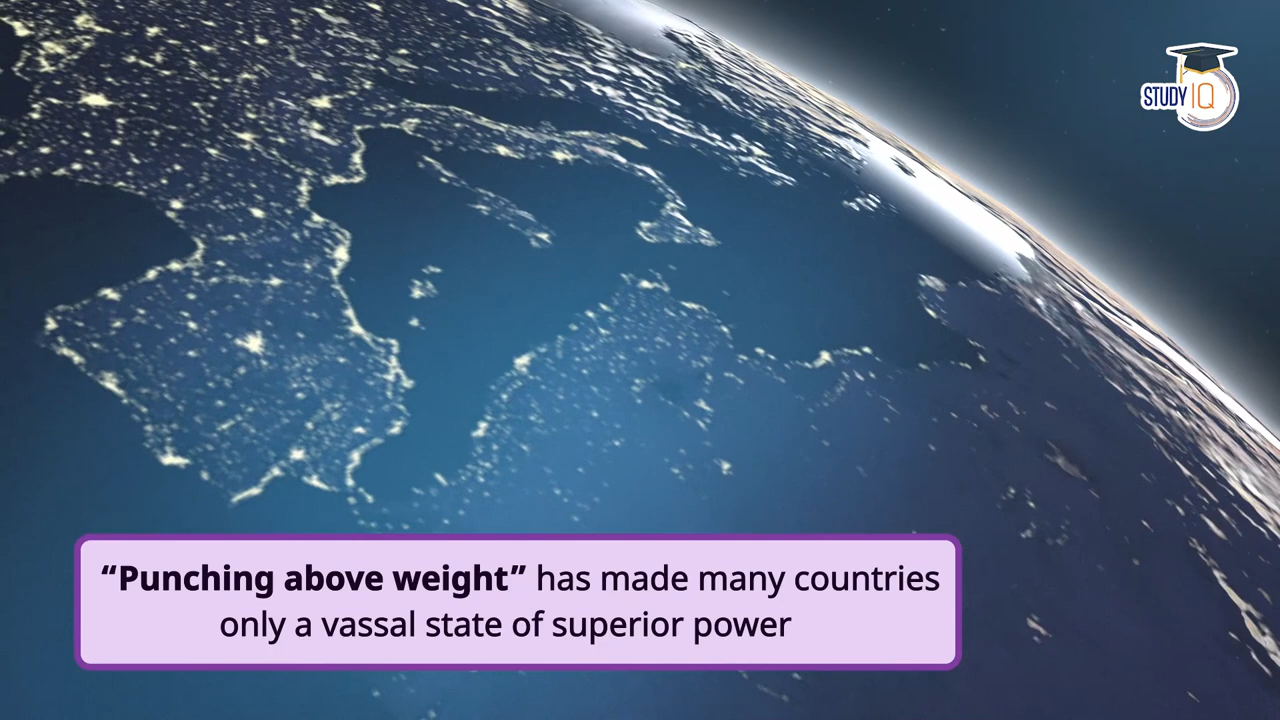 STUDY IQ
“Punching above weight” has made many countries
only a vassal state of superior power